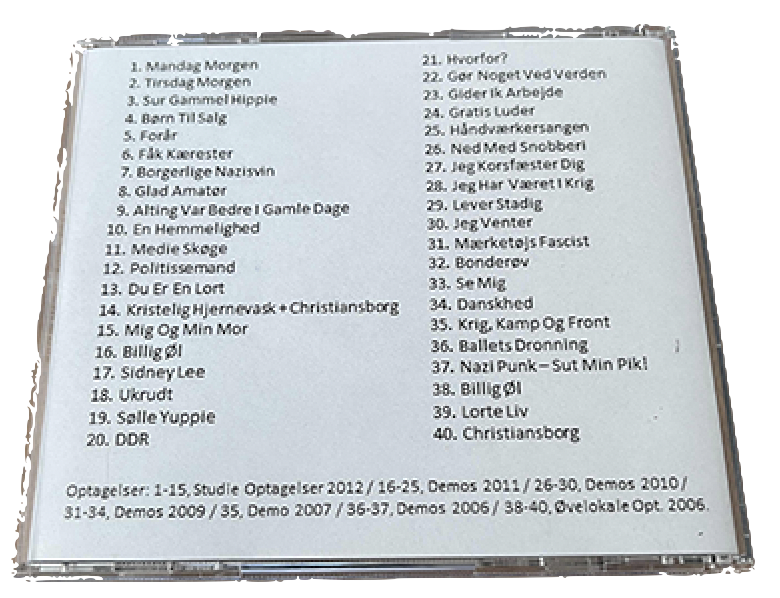 1. Mandag Morgen
2. Tirsdag Morgen
3. Sur Gammel Hippie
4. Børn Til Salg
5. Forår
6. Fåk Kærester
7. Borgerlige Nazisvin
8. Glad Amatør
9. Alting Var Bedre I Gamle Dage
10. En Hemmelighed
11. Medie Skøge
12. Politissemand
13. Du Er En Lort
14. Kristelig Hjernevask + Christiansborg
15. Mig Og Min Mor
16. Billig Øl
17. Sidney Lee
18. Ukrudt
19. Sølle Yuppie
20. DDR
21. Hvorfor?
22. Gør Noget Ved Verden
23. Gider Ik Arbejde
24. Gratis Luder
25. Håndværkersangen
26. Ned Med Snobberi
27. Jeg Korsfæster Dig
28. Jeg Har Været I Krig
29. Lever Stadig
30. Jeg Venter
31. Mærketøjs Fascist
32. Bonderøv
33. Se Mig
34. Danskhed
35. Krig, Kamp Og Front
36. Ballets Dronning
37. Nazi Punk – Sut Min Pik!
38. Billig Øl
39. Lorte Liv
40. Christiansborg
Optagelser: 1-15, Studie Optagelser 2012 / 16-25, Demos 2011 / 26-30, Demos 2010 /
31-34, Demos 2009 / 35, Demo 2007 / 36-37, Demos 2006 / 38-40, Øvelokale Opt. 2006.